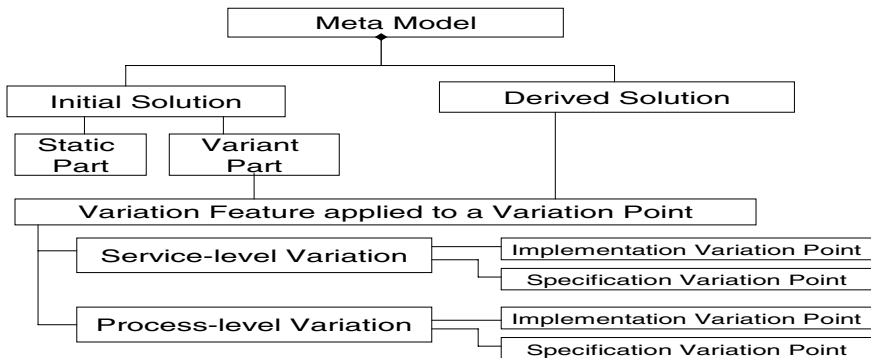 Meta Model
Initial Solution
Derived Solution
Static
Part
Variant
Part
Variation Feature applied to a Variation Point
Service-level Variation
Implementation Variation Point
Specification Variation Point
Process-level Variation
Implementation Variation Point
Specification Variation Point